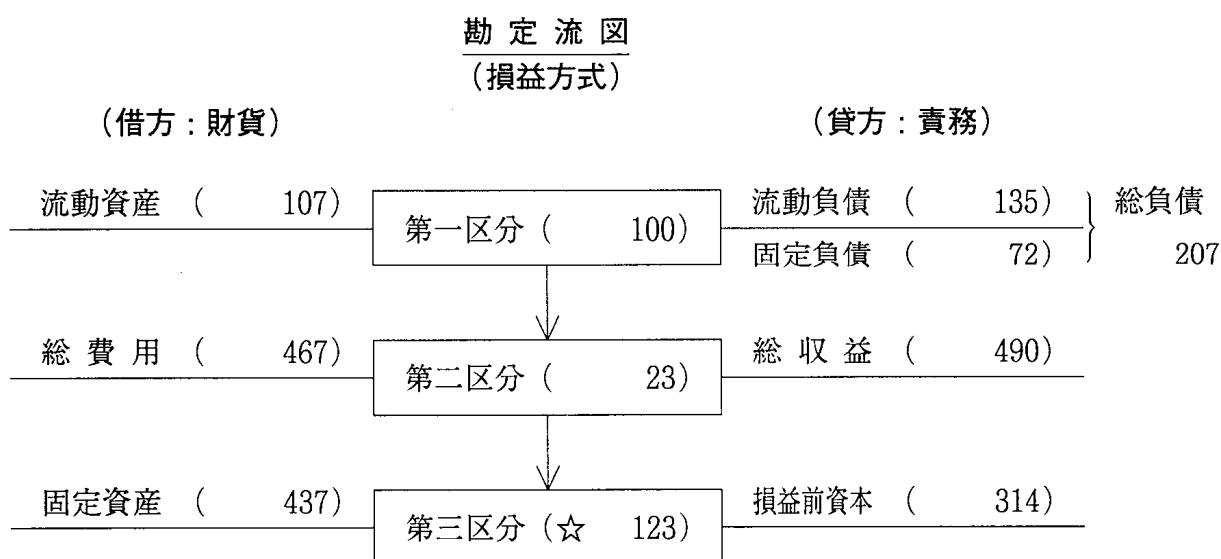 勘定流図
(損益方式)
(借方：財貨) (貸方：責務)
流動資産 ( 107) 第一区分 ( 100) 流動負債 ( 135) 総負債
固定負債 ( 72) 207
総費用 ( 467) 第二区分 ( 23) 総収益 ( 490)
固定資産 ( 437) 第三区分 (☆ 123) 損益前資本 ( 314)